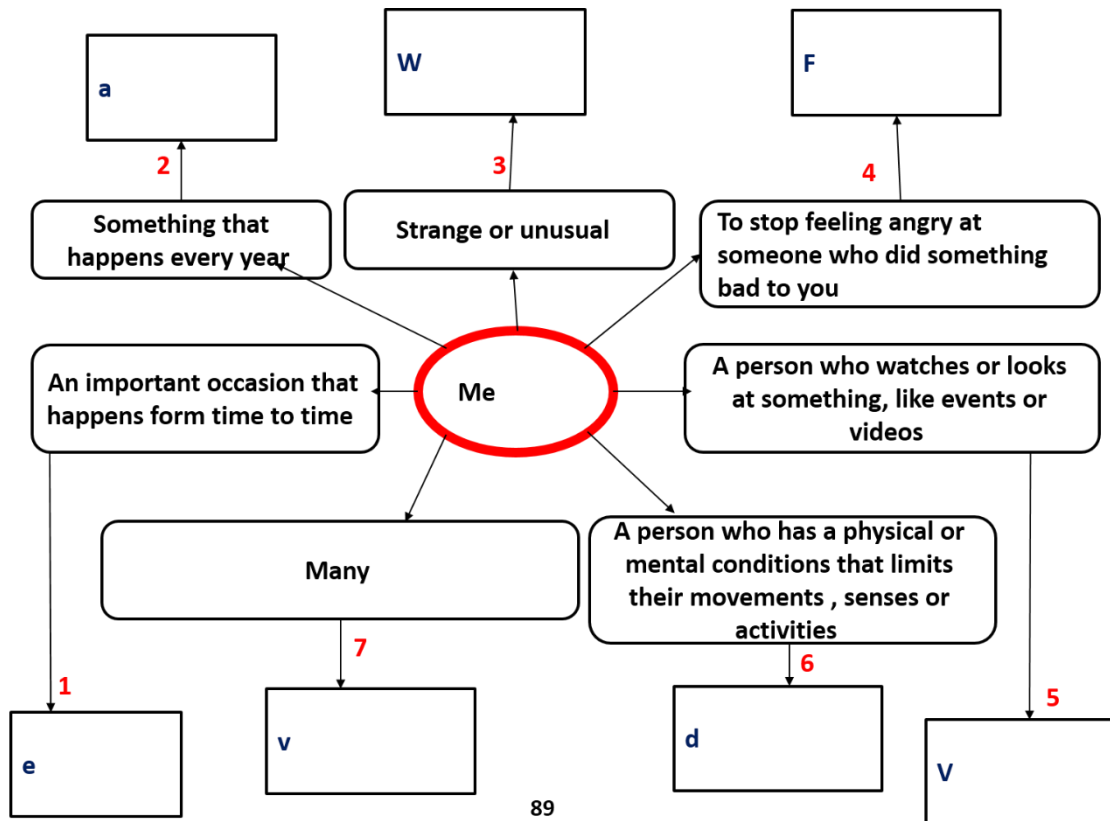 a
W
F
2
3
4
Something that
happens every year
Strange or unusual
To stop feeling angry at
someone who did something
bad to you
An important occasion that
happens form time to time
Me
A person who watches or looks
at something, like events or
videos
Many
A person who has a physical or
mental conditions that limits
their movements , senses or
activities
1
7
6
5
e
v
d
V
89